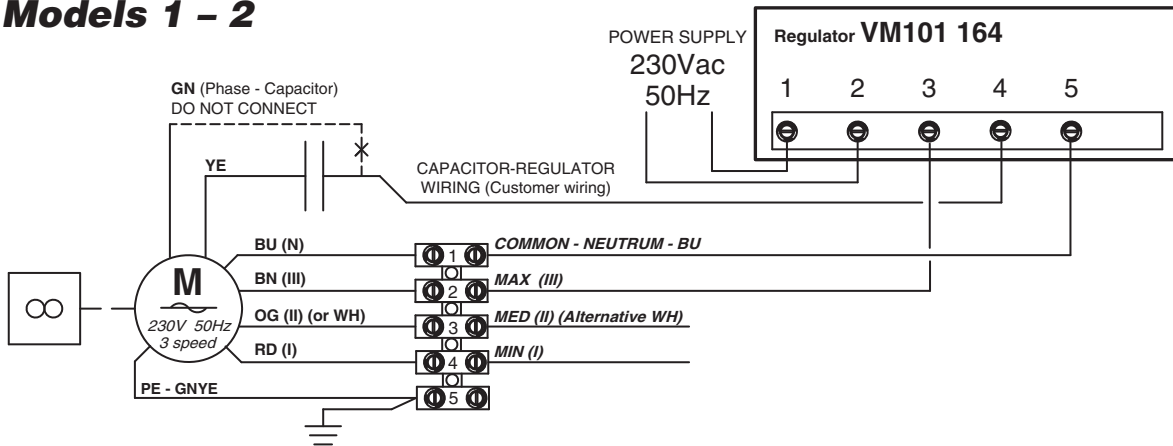 Models 1 – 2
POWER SUPPLY
230Vac
50Hz
Regulator VM101 164
1 2 3 4 5
GN (Phase - Capacitor)
DO NOT CONNECT
YE
CAPACITOR-REGULATOR
WIRING (Customer wiring)
BU (N)
1
COMMON - NEUTRUM - BU
M
230V 50Hz
3 speed
BN (III)
2
MAX (III)
OG (II) (or WH)
3
MED (II) (Alternative WH)
RD (I)
4
MIN (I)
PE - GNYE
5